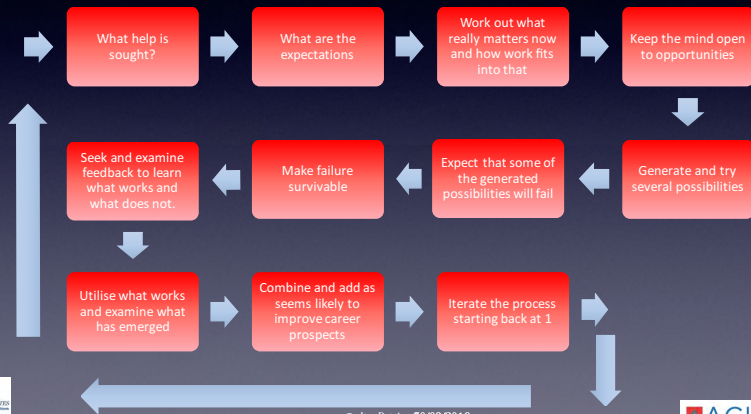 What help is
sought?
What are the
expectations
Work out what
really matters now
and how work fits
into that
Keep the mind open
to opportunities
Generate and try
several possibilities
Expect that some of
the generated
possibilities will fail
Make failure
survivable
Seek and examine
feedback to learn
what works and
what does not.
Utilise what works
and examine what
has emerged
Combine and add as
seems likely to
improve career
prospects
Iterate the process
starting back at 1